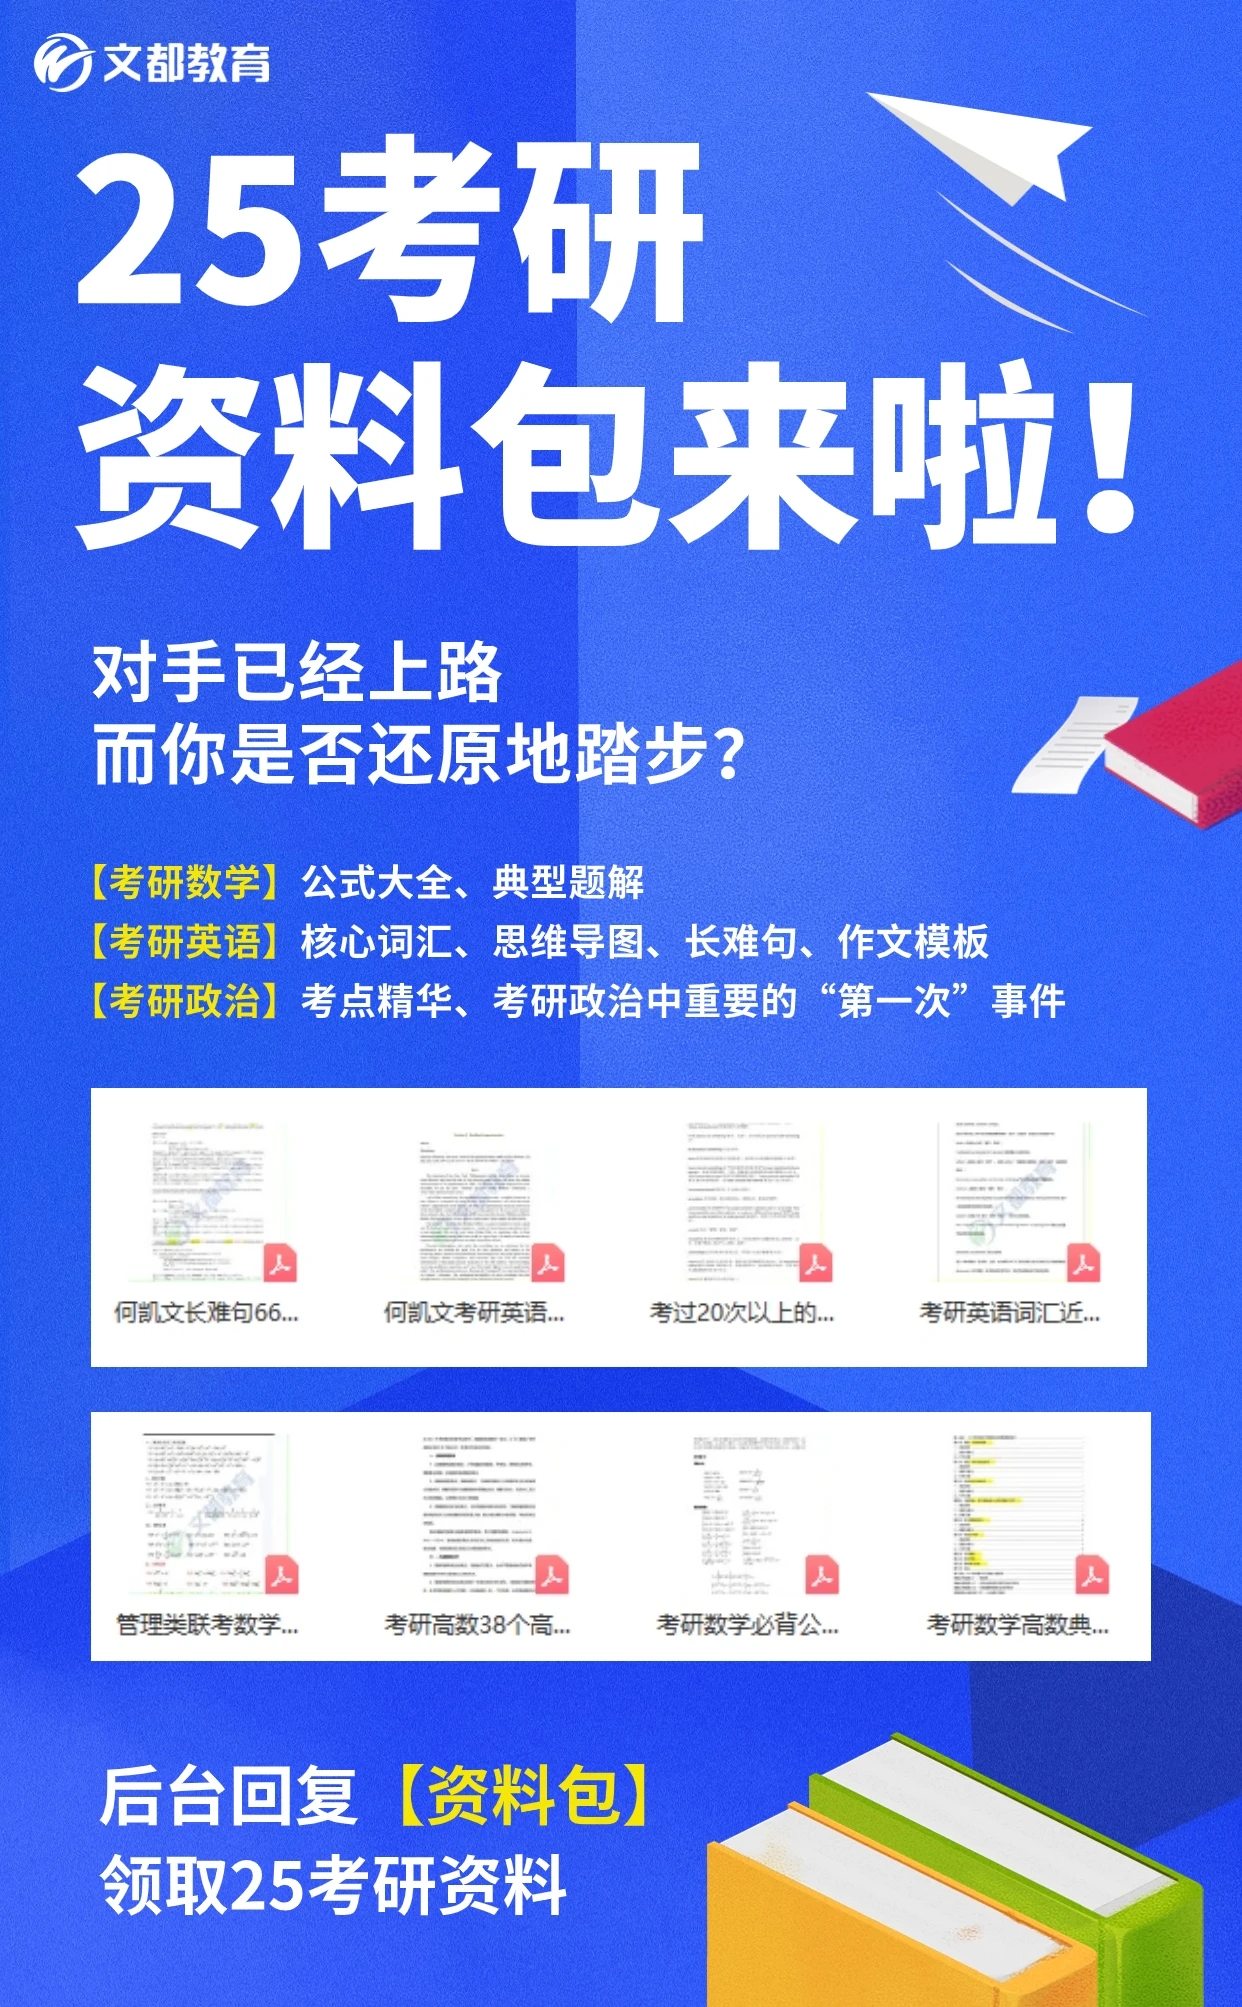 文都教育
25考研
资料包来啦！
对手已经上路
而你是否还原地踏步？
【考研数学】公式大全、典型题解
【考研英语】核心词汇、思维导图、长难句、作文模板
【考研政治】考点精华、考研政治中重要的“第一次”事件
何凯文长难句66... 何凯文考研英语... 考过20次以上的... 考研英语词汇近...
管理类联考数学... 考研高数38个高... 考研数学必背公... 考研数学高数典...
后台回复【资料包】
领取25考研资料